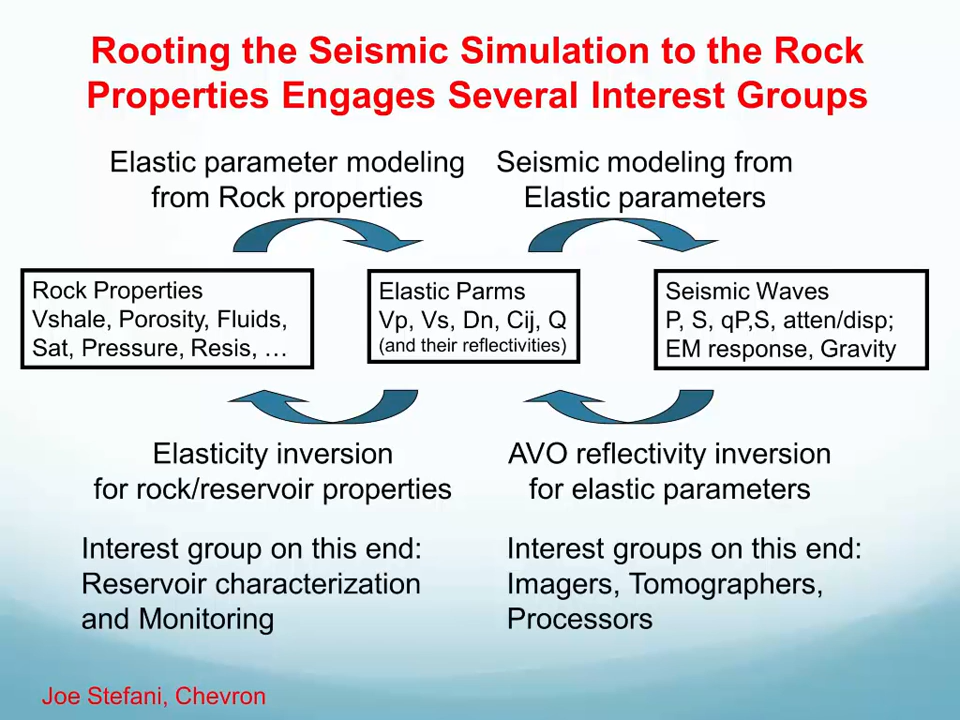 Rooting the Seismic Simulation to the Rock
Properties Engages Several Interest Groups
Elastic parameter modeling
from Rock properties
Seismic modeling from
Elastic parameters
Rock Properties
Vshale, Porosity, Fluids,
Sat, Pressure, Resis, …
Elastic Parms
Vp, Vs, Dn, Cij, Q
(and their reflectivities)
Seismic Waves
P, S, qP,S, atten/disp;
EM response, Gravity
Elasticity inversion
for rock/reservoir properties
AVO reflectivity inversion
for elastic parameters
Interest group on this end:
Reservoir characterization
and Monitoring
Interest groups on this end:
Imagers, Tomographers,
Processors
Joe Stefani, Chevron